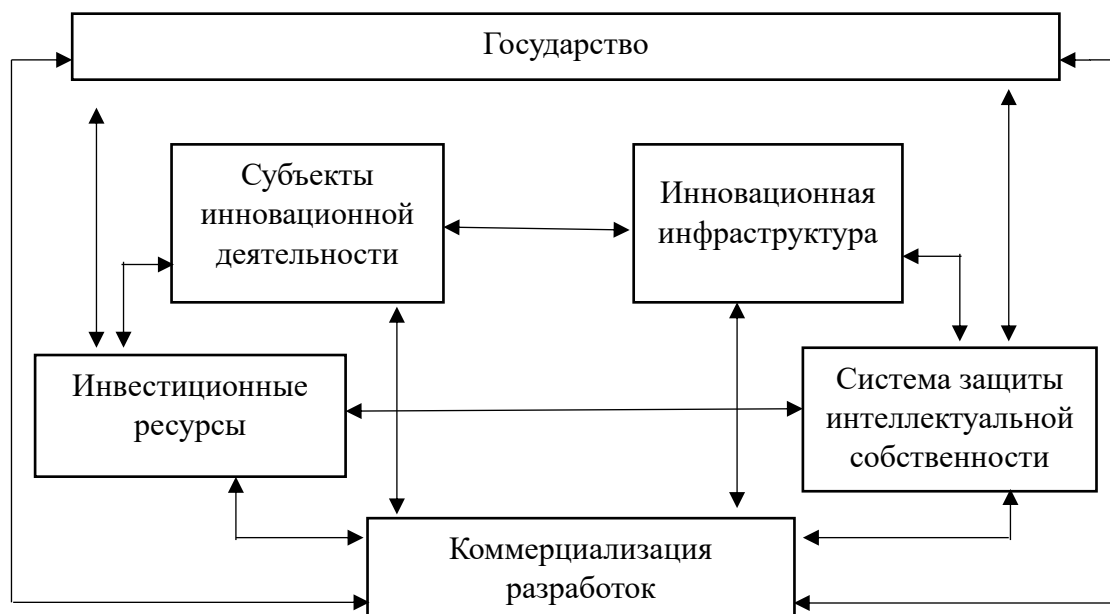 Государство
Субъекты
инновационной
деятельности
Инновационная
инфраструктура
Инвестиционные
ресурсы
Система защиты
интеллектуальной
собственности
Коммерциализация
разработок